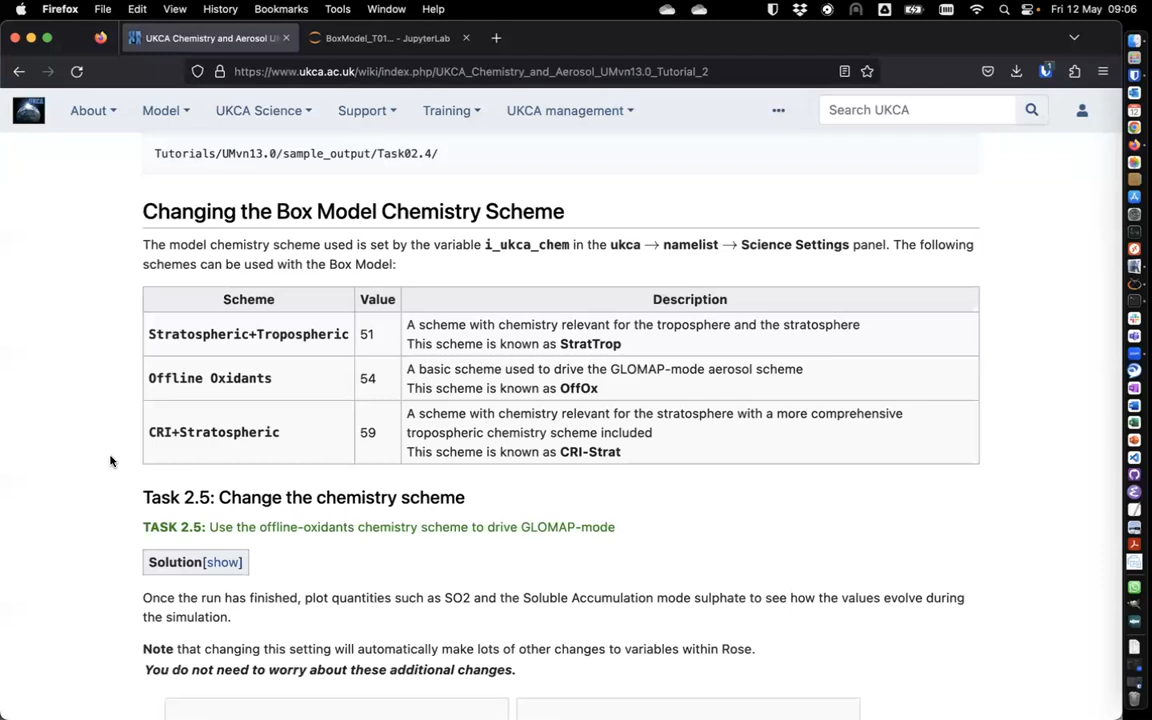 Firefox File Edit View History Bookmarks Tools Window Help Fri 12 May 09:06
UKCA Chemistry and Aerosol U
BoxModel_T01... - JupyterLab
https://www.ukca.ac.uk/wiki/index.php/UKCA_Chemistry_and_Aerosol_UMvn13.0_Tutorial_2
About Model UKCA Science Support Training UKCA management ••• Search UKCA
Tutorials/UMvn13.0/sample_output/Task02.4/
Changing the Box Model Chemistry Scheme
The model chemistry scheme used is set by the variable i_ukca_chem in the ukca → namelist → Science Settings panel. The following
schemes can be used with the Box Model:
Scheme Value Description
Stratospheric+Tropospheric 51 A scheme with chemistry relevant for the troposphere and the stratosphere
This scheme is known as StratTrop
Offline Oxidants 54 A basic scheme used to drive the GLOMAP-mode aerosol scheme
This scheme is known as OffOx
CRI+Stratospheric 59 A scheme with chemistry relevant for the stratosphere with a more comprehensive
tropospheric chemistry scheme included
This scheme is known as CRI-Strat
Task 2.5: Change the chemistry scheme
TASK 2.5: Use the offline-oxidants chemistry scheme to drive GLOMAP-mode
Solution[show]
Once the run has finished, plot quantities such as SO2 and the Soluble Accumulation mode sulphate to see how the values evolve during
the simulation.
Note that changing this setting will automatically make lots of other changes to variables within Rose.
You do not need to worry about these additional changes.